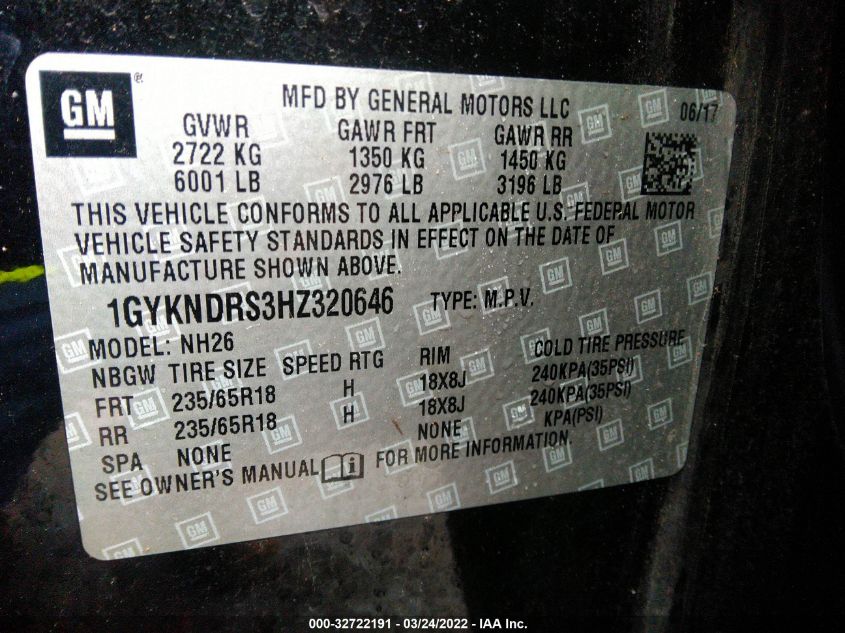 GM ®
MFD BY GENERAL MOTORS LLC 06/17
GVWR GAWR FRT GAWR RR
2722 KG 1350 KG 1450 KG
6001 LB 2976 LB 3196 LB
THIS VEHICLE CONFORMS TO ALL APPLICABLE U.S. FEDERAL MOTOR
VEHICLE SAFETY STANDARDS IN EFFECT ON THE DATE OF
MANUFACTURE SHOWN ABOVE.
1GYKNDRS3HZ320646 TYPE: M.P.V.
MODEL: NH26
NBGW TIRE SIZE SPEED RTG RIM COLD TIRE PRESSURE
FRT 235/65R18 H 18X8J 240KPA(35PSI)
RR 235/65R18 H 18X8J 240KPA(35PSI)
SPA NONE NONE KPA(PSI)
SEE OWNER'S MANUAL FOR MORE INFORMATION.
000-32722191 - 03/24/2022 - IAA Inc.